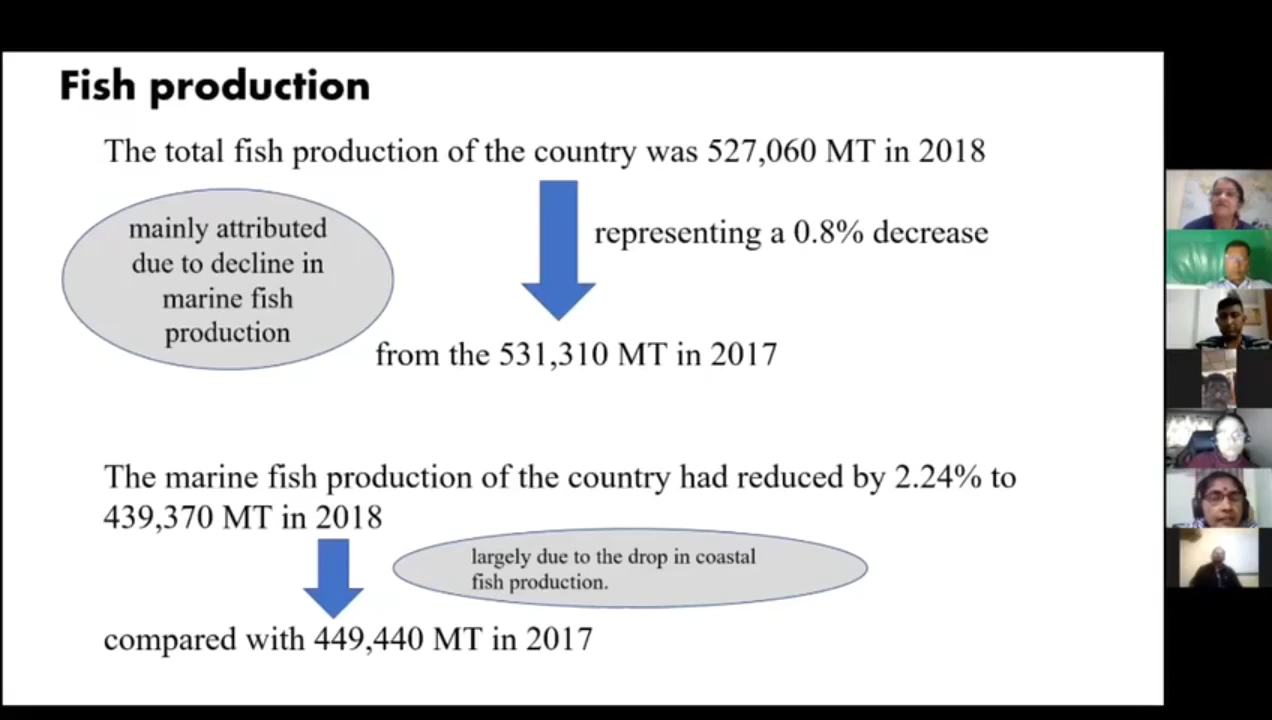 Fish production
The total fish production of the country was 527,060 MT in 2018
mainly attributed
due to decline in
marine fish
production
representing a 0.8% decrease
from the 531,310 MT in 2017
The marine fish production of the country had reduced by 2.24% to
439,370 MT in 2018
largely due to the drop in coastal
fish production.
compared with 449,440 MT in 2017